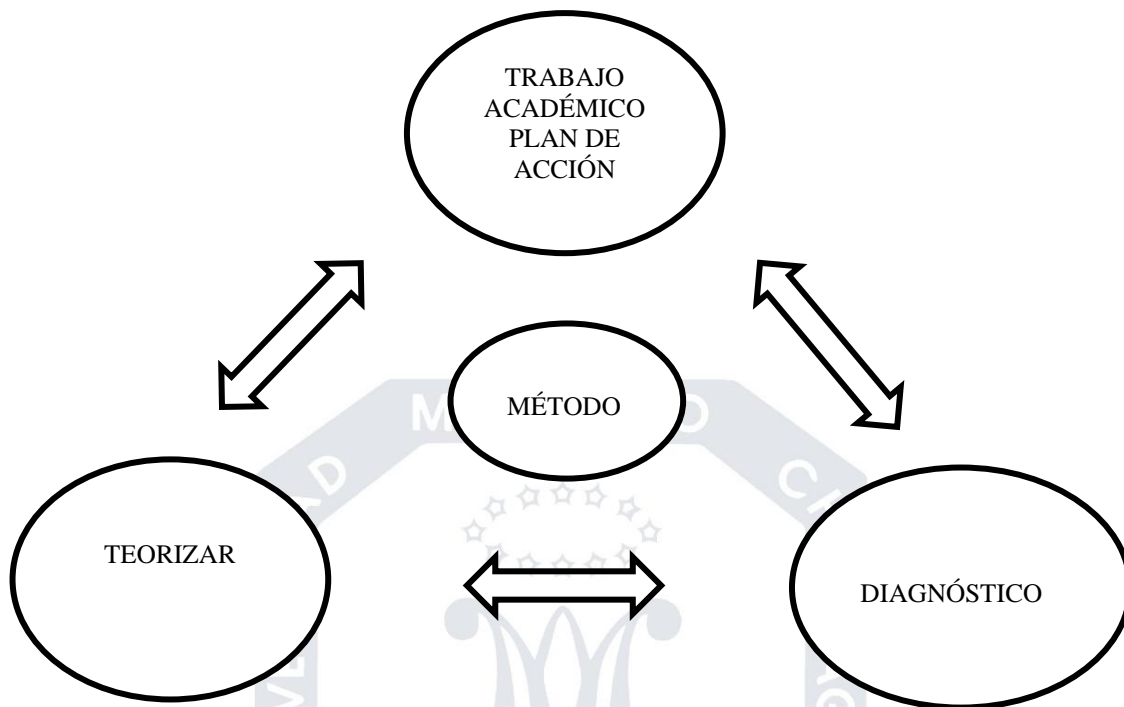 TRABAJO
ACADÉMICO
PLAN DE
ACCIÓN
MÉTODO
TEORIZAR
DIAGNÓSTICO